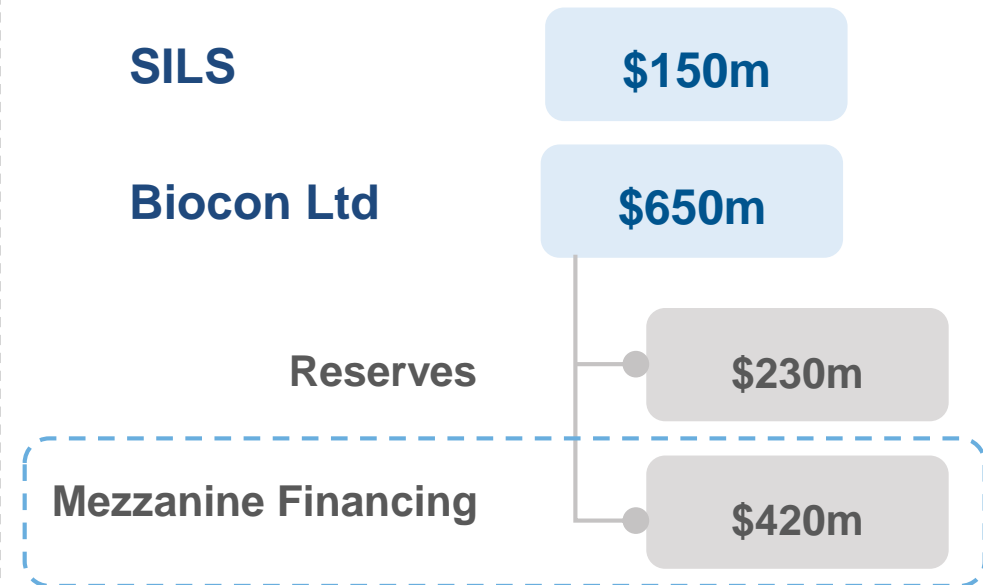 SILS $150m
Biocon Ltd $650m
Reserves $230m
Mezzanine Financing $420m